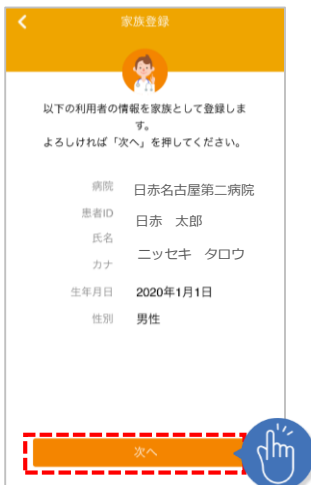 家族登録
以下の利用者の情報を家族として登録しま
す。
よろしければ「次へ」を押してください。
病院 日赤名古屋第二病院
患者ID
日赤 太郎
氏名
ニッセキ タロウ
カナ
生年月日 2020年1月1日
性別 男性
次へ